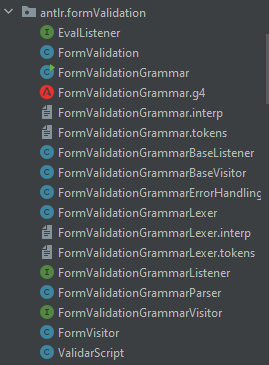 antlr.formValidation
EvalListener
FormValidation
FormValidationGrammar
FormValidationGrammar.g4
FormValidationGrammar.interp
FormValidationGrammar.tokens
FormValidationGrammarBaseListener
FormValidationGrammarBaseVisitor
FormValidationGrammarErrorHandling
FormValidationGrammarLexer
FormValidationGrammarLexer.interp
FormValidationGrammarLexer.tokens
FormValidationGrammarListener
FormValidationGrammarParser
FormValidationGrammarVisitor
FormVisitor
ValidarScript